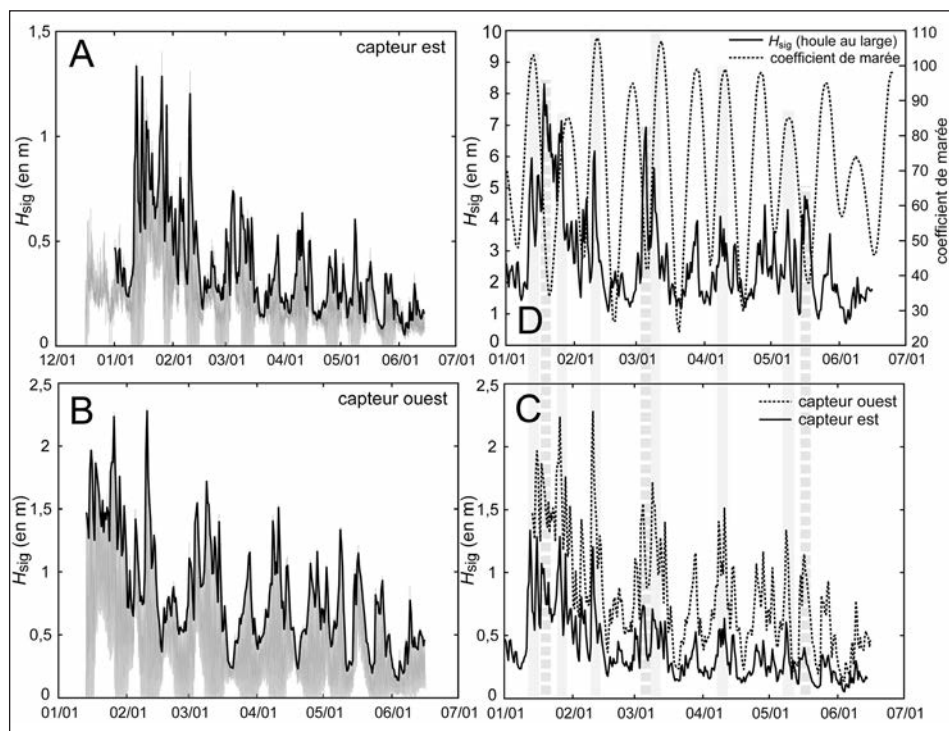 A
capteur est
H_sig (en m)
1,5
1
0,5
0
12/01 01/01 02/01 03/01 04/01 05/01 06/01 07/01
D
H_sig (houle au large)
coefficient de marée
H_sig (en m)
10
9
8
7
6
5
4
3
2
1
0
110
100
90
80
70
60
50
40
30
20
coefficient de marée
01/01 02/01 03/01 04/01 05/01 06/01 07/01
B
capteur ouest
H_sig (en m)
2,5
2
1,5
1
0,5
0
01/01 02/01 03/01 04/01 05/01 06/01 07/01
C
capteur ouest
capteur est
H_sig (en m)
2,5
2
1,5
1
0,5
0
01/01 02/01 03/01 04/01 05/01 06/01 07/01